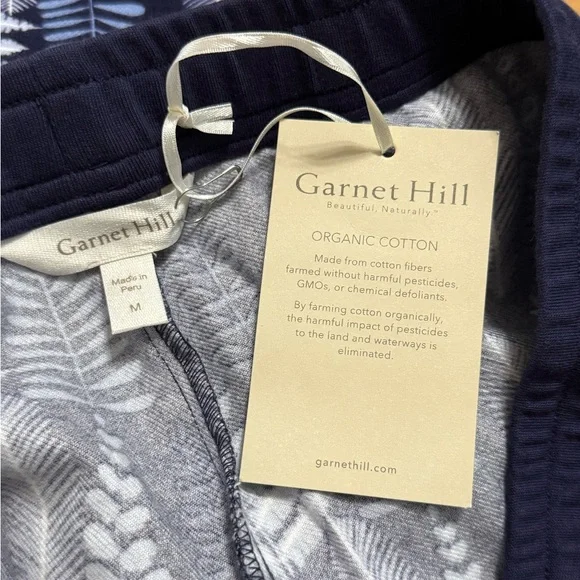 Garnet Hill
Made in
Peru
M
Garnet Hill
Beautiful, Naturally.™
ORGANIC COTTON
Made from cotton fibers
farmed without harmful pesticides,
GMOs, or chemical defoliants.
By farming cotton organically,
the harmful impact of pesticides
to the land and waterways is
eliminated.
garnethill.com